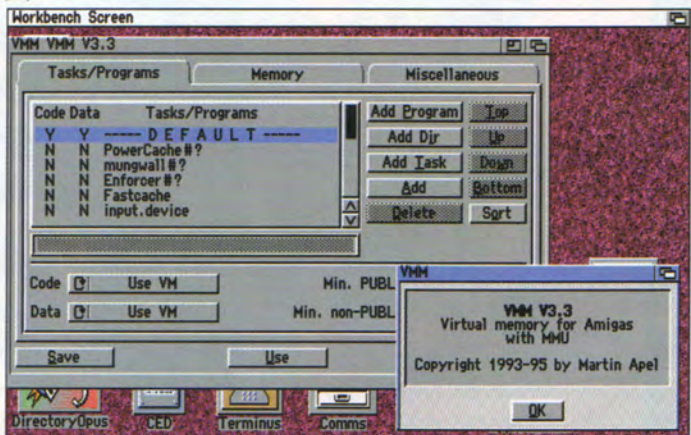 Workbench Screen
VMM VMM V3.3
Tasks/Programs Memory Miscellaneous
Code Data Tasks/Programs
Y Y ----- D E F A U L T -----
N N PowerCache#?
N N mungwall#?
N N Enforcer#?
N N Fastcache
N N input.device
Add Program Top
Add Dir Up
Add Task Down
Add Bottom
Delete Sort
Code Use VM Min. PUBL
Data Use VM Min. non-PUBL
Save Use
VMM
VMM V3.3
Virtual memory for Amigas
with MMU
Copyright 1993-95 by Martin Apel
OK
DirectoryOpus CED Terminus Comms